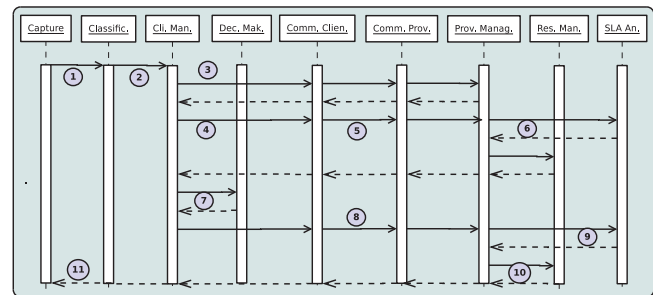 Capture
Classific.
Cli. Man.
Dec. Mak.
Comm. Clien.
Comm. Prov.
Prov. Manag.
Res. Man.
SLA An.
1
2
3
4
5
6
7
8
9
10
11